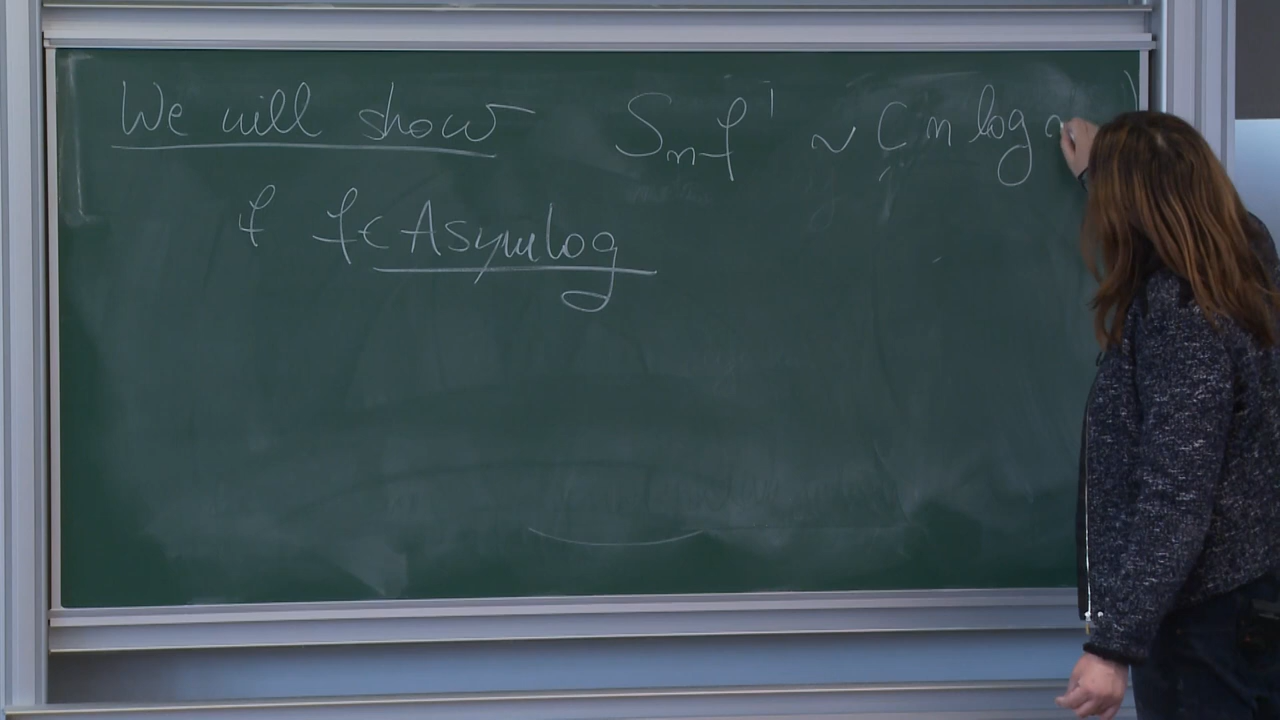 We will show S_n f' ~ C n log n
f f ∈ Asymlog